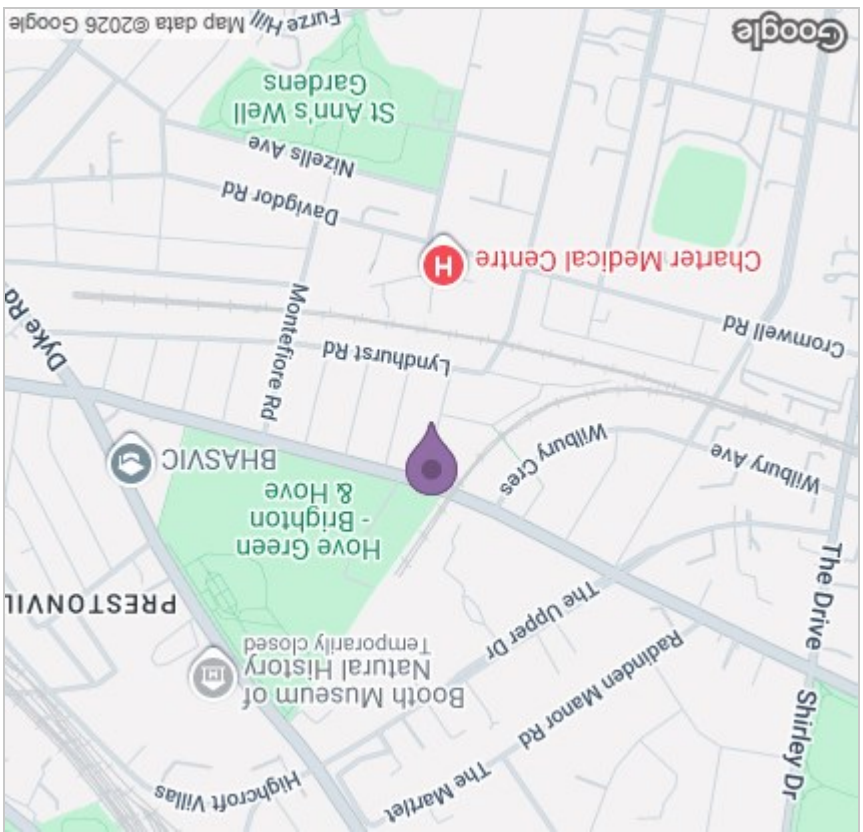 The Martlet
Highcroft Villas
Shirley Dr
Radinden Manor Rd
Booth Museum of
Natural History
Temporarily closed
The Upper Dr
The Drive
PRESTONVIL
Hove Green
- Brighton
& Hove
Wilbury Ave
Wilbury Cres
BHASVIC
Montefiore Rd
Dyke Rd
Lyndhurst Rd
Cromwell Rd
Charter Medical Centre
H
Davigdor Rd
Nizells Ave
St Ann's Well
Gardens
Furze Hill
Google
Map data ©2026 Google